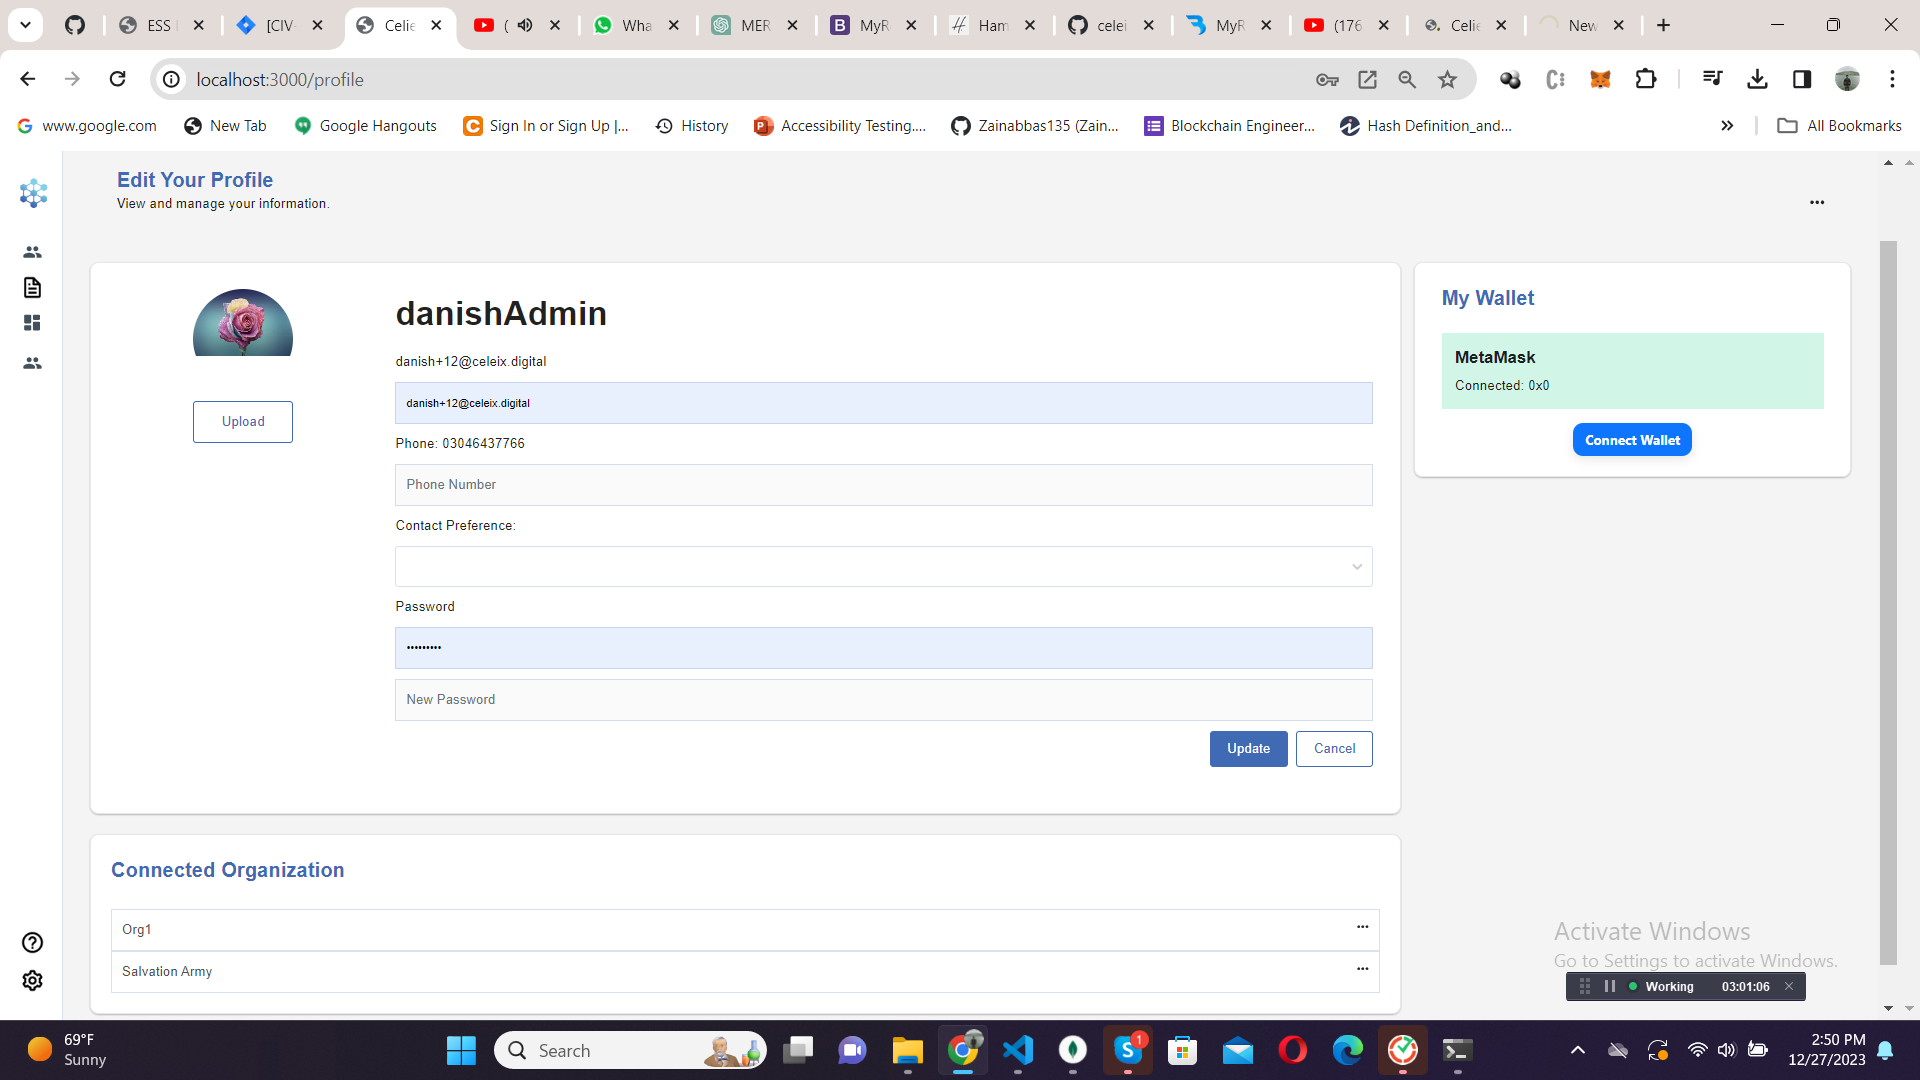 ESS
[CIV-
Celie
(
Wha
MER
MyR
Ham
celei
MyR
(176
Celie
New
localhost:3000/profile
www.google.com
New Tab
Google Hangouts
Sign In or Sign Up |...
History
Accessibility Testing....
Zainabbas135 (Zain...
Blockchain Engineer...
Hash Definition_and...
All Bookmarks
Edit Your Profile
View and manage your information.
danishAdmin
danish+12@celeix.digital
danish+12@celeix.digital
Upload
Phone: 03046437766
Phone Number
Contact Preference:
Password
•••••••••
New Password
Update
Cancel
My Wallet
MetaMask
Connected: 0x0
Connect Wallet
Connected Organization
Org1
Salvation Army
Activate Windows
Go to Settings to activate Windows.
Working
03:01:06
69°F
Sunny
Search
1
2:50 PM
12/27/2023